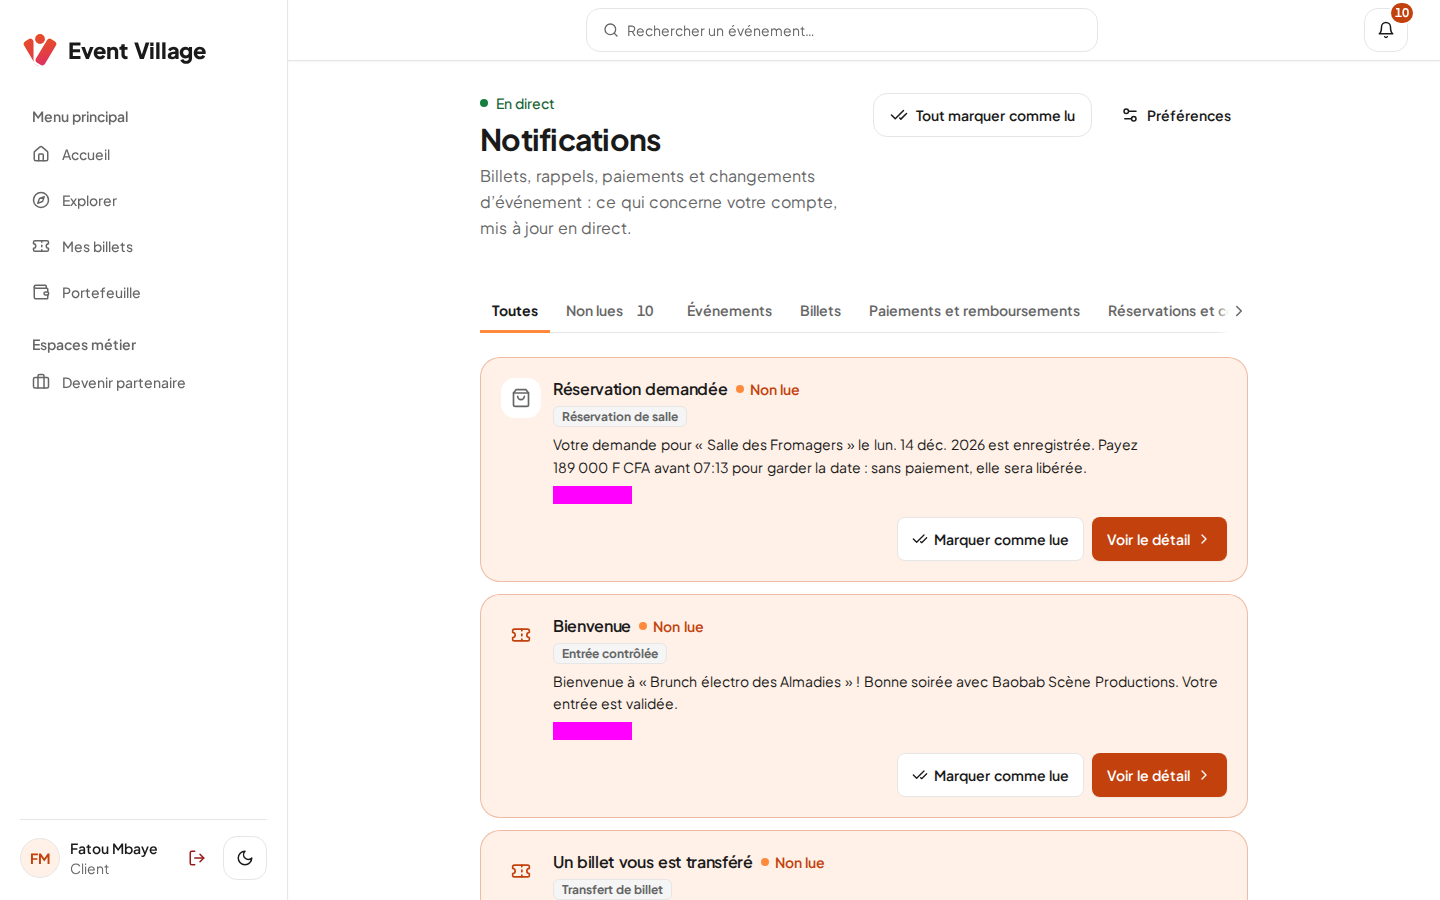 Event Village
Rechercher un événement…
10
Menu principal
Accueil
Explorer
Mes billets
Portefeuille
Espaces métier
Devenir partenaire
FM
Fatou Mbaye
Client
En direct
Notifications
Billets, rappels, paiements et changements
d’événement : ce qui concerne votre compte,
mis à jour en direct.
Tout marquer comme lu
Préférences
Toutes
Non lues 10
Événements
Billets
Paiements et remboursements
Réservations et
Réservation demandée
Non lue
Réservation de salle
Votre demande pour « Salle des Fromagers » le lun. 14 déc. 2026 est enregistrée. Payez
189 000 F CFA avant 07:13 pour garder la date : sans paiement, elle sera libérée.
Marquer comme lue
Voir le détail
Bienvenue
Non lue
Entrée contrôlée
Bienvenue à « Brunch électro des Almadies » ! Bonne soirée avec Baobab Scène Productions. Votre
entrée est validée.
Marquer comme lue
Voir le détail
Un billet vous est transféré
Non lue
Transfert de billet